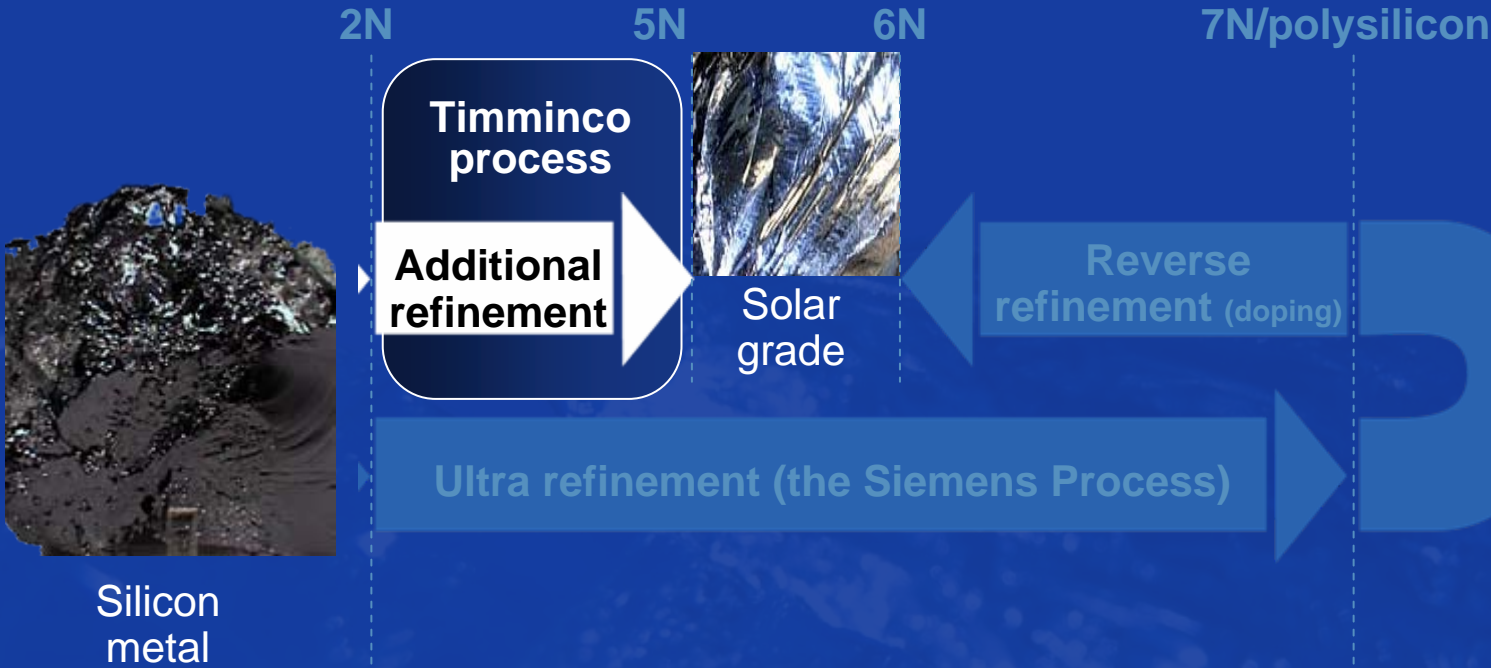 2N 5N 6N 7N/polysilicon
Timminco
process
Additional
refinement
Solar
grade
Reverse
refinement (doping)
Ultra refinement (the Siemens Process)
Silicon
metal